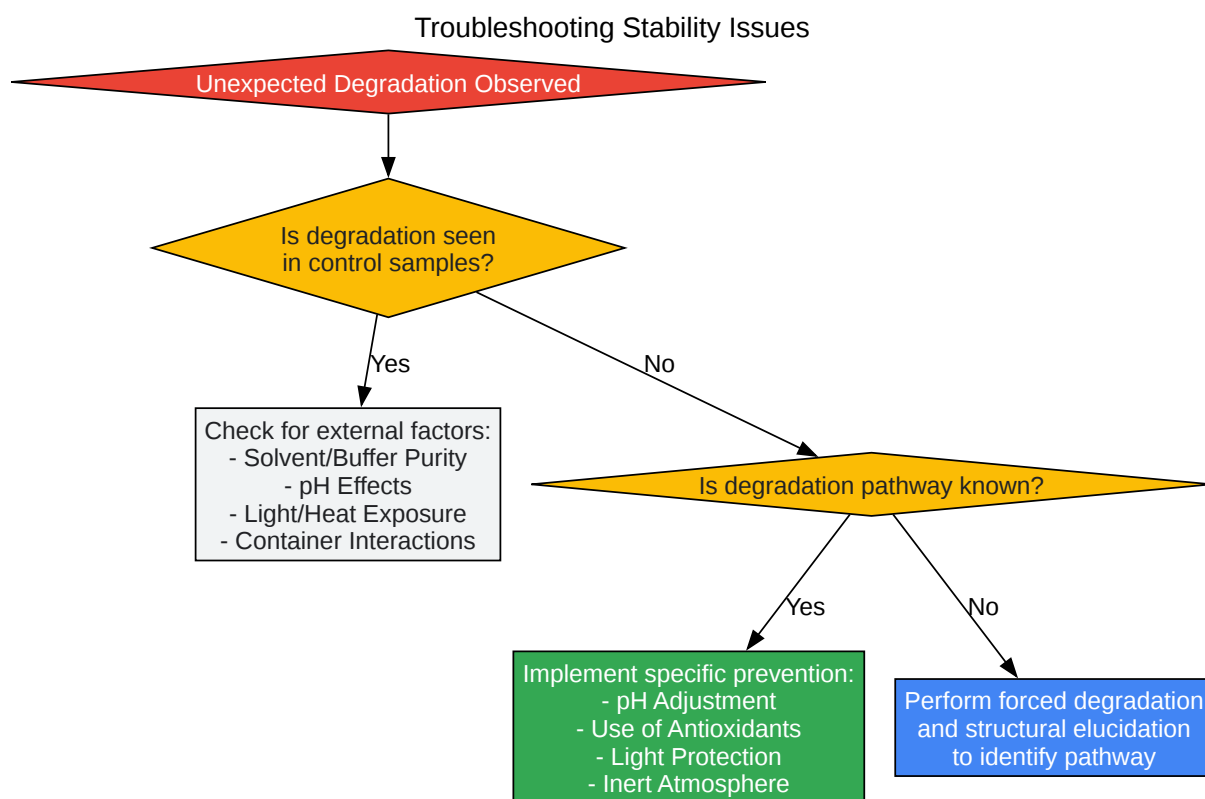 Troubleshooting Stability Issues
Unexpected Degradation Observed
Is degradation seen
in control samples?
Yes
No
Check for external factors:
- Solvent/Buffer Purity
- pH Effects
- Light/Heat Exposure
- Container Interactions
Is degradation pathway known?
Yes
No
Implement specific prevention:
- pH Adjustment
- Use of Antioxidants
- Light Protection
- Inert Atmosphere
Perform forced degradation
and structural elucidation
to identify pathway